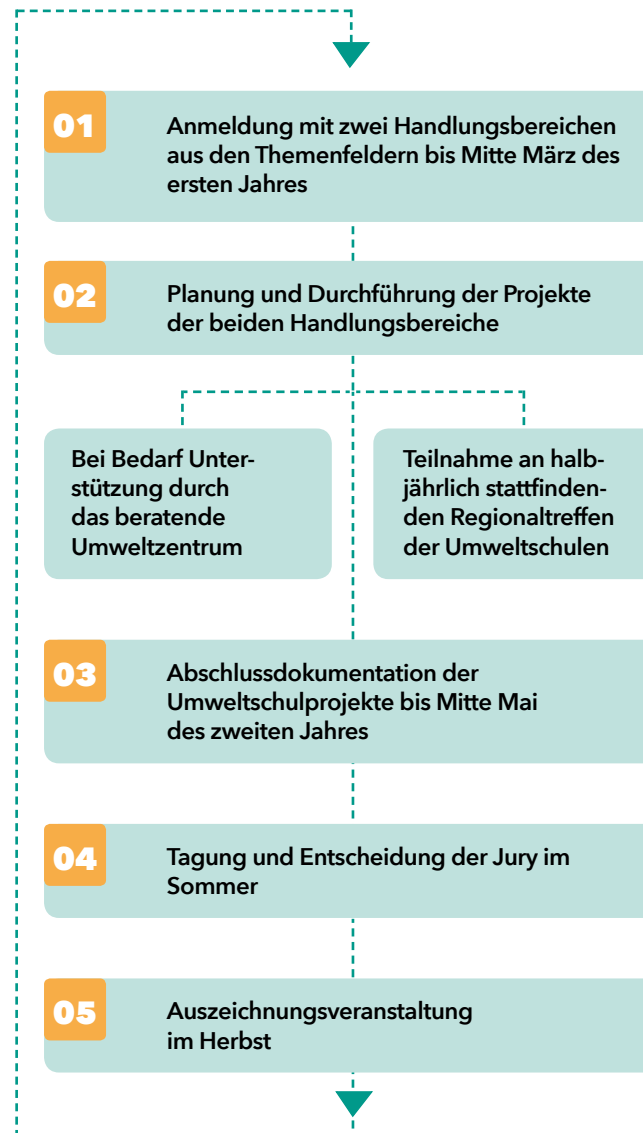 01
Anmeldung mit zwei Handlungsbereichen
aus den Themenfeldern bis Mitte März des
ersten Jahres
02
Planung und Durchführung der Projekte
der beiden Handlungsbereiche
Bei Bedarf Unter-
stützung durch
das beratende
Umweltzentrum
Teilnahme an halb-
jährlich stattfinden-
den Regionaltreffen
der Umweltschulen
03
Abschlussdokumentation der
Umweltschulprojekte bis Mitte Mai
des zweiten Jahres
04
Tagung und Entscheidung der Jury im
Sommer
05
Auszeichnungsveranstaltung
im Herbst